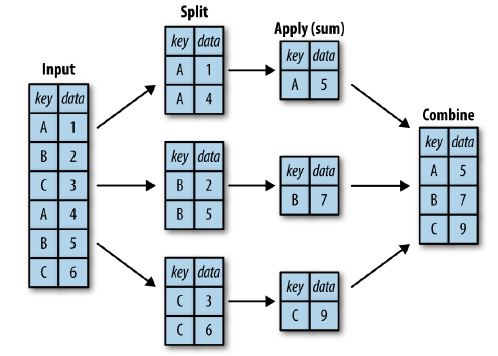 Input
key data
A 1
B 2
C 3
A 4
B 5
C 6
Split
key data
A 1
A 4
key data
B 2
B 5
key data
C 3
C 6
Apply (sum)
key data
A 5
key data
B 7
key data
C 9
Combine
key data
A 5
B 7
C 9